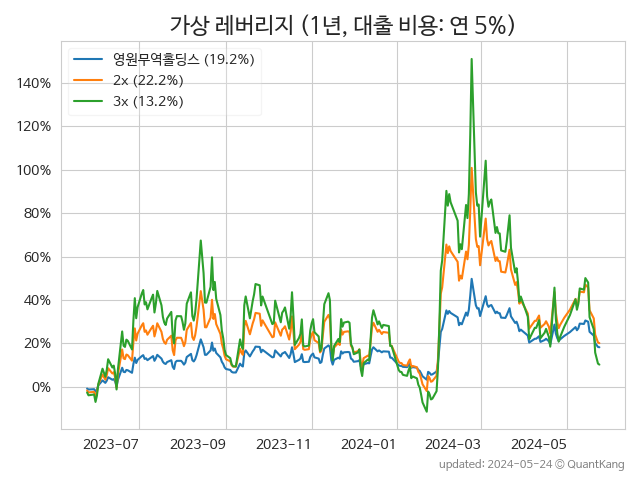 가상 레버리지 (1년, 대출 비용: 연 5%)
영원무역홀딩스 (19.2%)
2x (22.2%)
3x (13.2%)
140%
120%
100%
80%
60%
40%
20%
0%
2023-07
2023-09
2023-11
2024-01
2024-03
2024-05
updated: 2024-05-24 © QuantKang